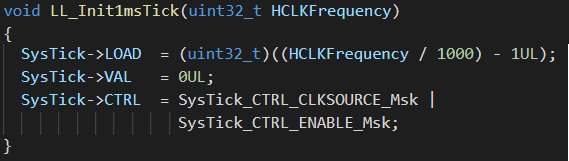 void LL_Init1msTick(uint32_t HCLKFrequency)
{
  SysTick->LOAD  = (uint32_t)((HCLKFrequency / 1000) - 1UL);
  SysTick->VAL   = 0UL;
  SysTick->CTRL  = SysTick_CTRL_CLKSOURCE_Msk |
                   SysTick_CTRL_ENABLE_Msk;
}